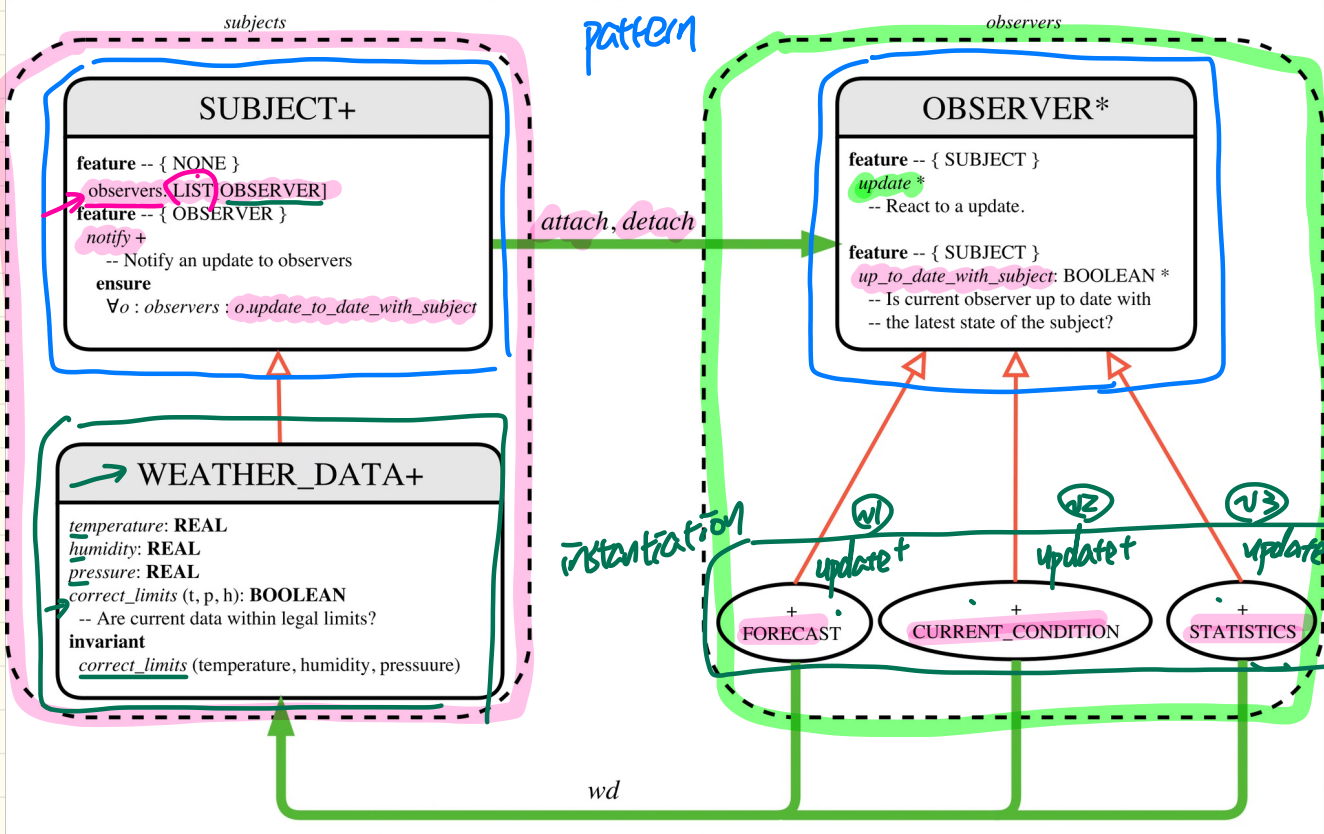 subjects
pattern
observers
SUBJECT+
feature -- { NONE }
observers: LIST[OBSERVER]
feature -- { OBSERVER }
notify +
-- Notify an update to observers
ensure
∀o : observers : o.update_to_date_with_subject
attach, detach
OBSERVER*
feature -- { SUBJECT }
update *
-- React to a update.
feature -- { SUBJECT }
up_to_date_with_subject: BOOLEAN *
-- Is current observer up to date with
-- the latest state of the subject?
WEATHER_DATA+
temperature: REAL
humidity: REAL
pressure: REAL
correct_limits (t, p, h): BOOLEAN
-- Are current data within legal limits?
invariant
correct_limits (temperature, humidity, pressuure)
instantiation
v1
v2
v3
update+
update+
update
+
FORECAST
+
CURRENT_CONDITION
+
STATISTICS
wd